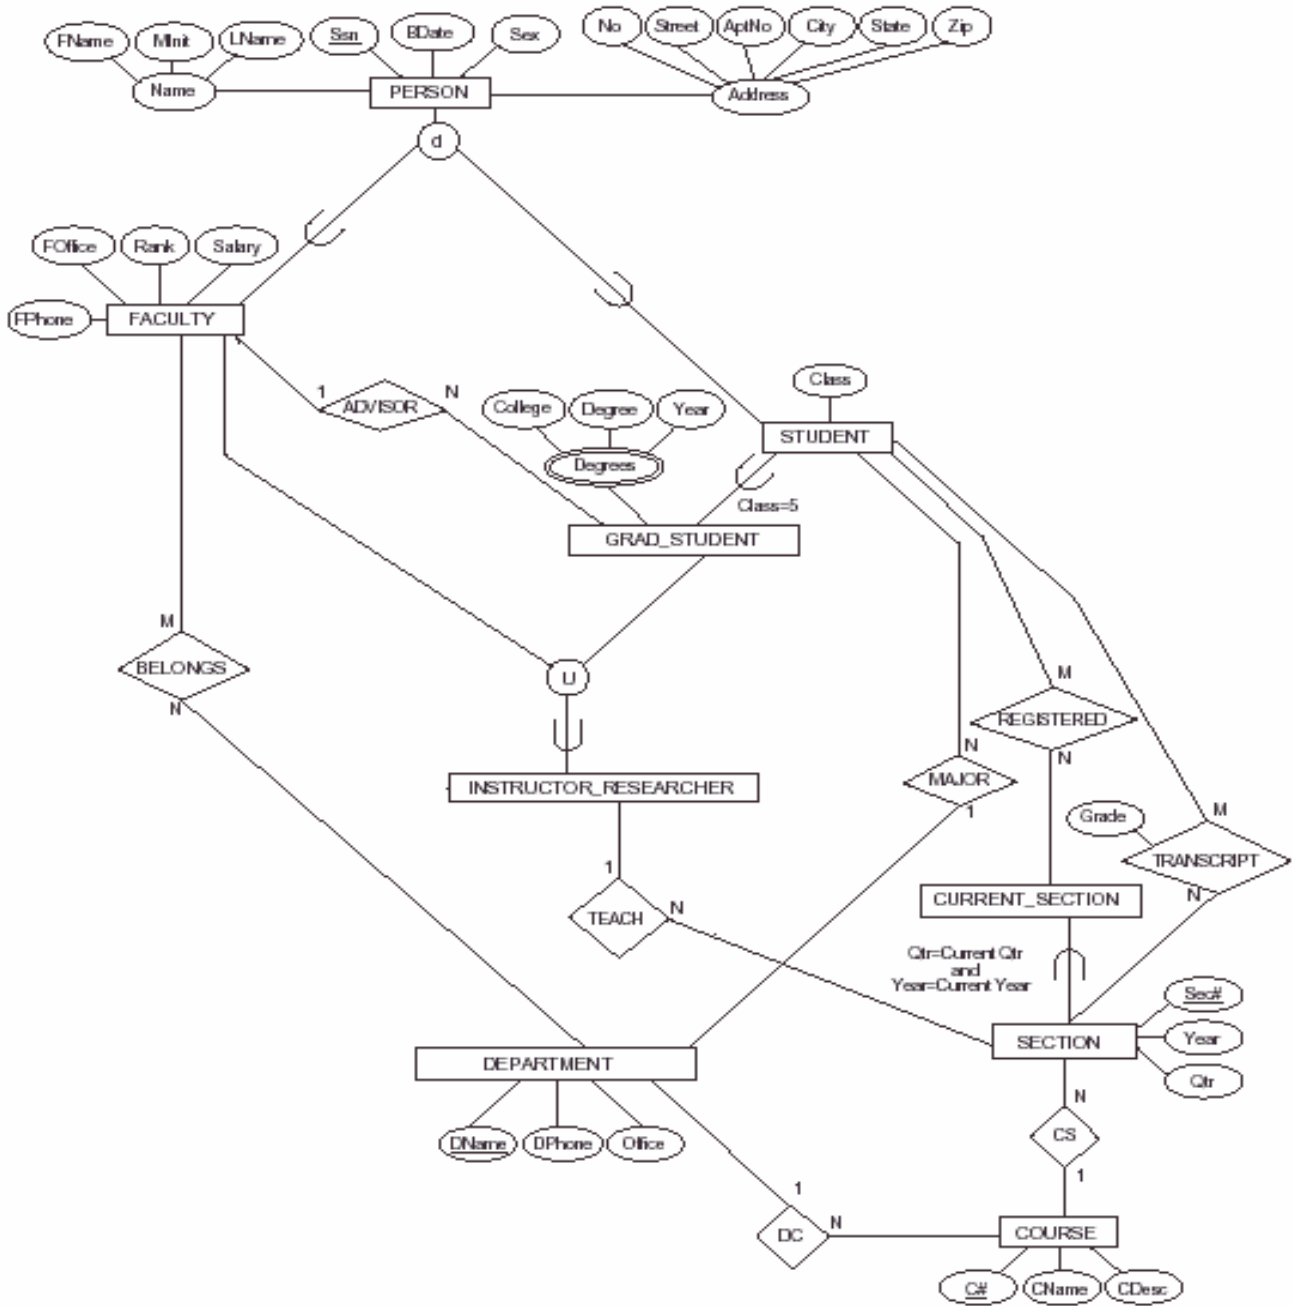 No Street AptNo City State Zip
FName MInit LName Ssn BDate Sex
Name PERSON Address
d
FOffice Rank Salary
FPhone FACULTY
Class
1 ADVISOR N College Degree Year
STUDENT
Degrees
Class=5
GRAD_STUDENT
M
BELONGS
N
U
M
REGISTERED
N
N
MAJOR
1
INSTRUCTOR_RESEARCHER
Grade M
TRANSCRIPT
N
1
TEACH N
CURRENT_SECTION
Qtr=Current Qtr
and
Year=Current Year
Sec#
SECTION Year
Qtr
DEPARTMENT
DName DPhone Office
N
CS
1
1
DC N COURSE
C# CName CDesc